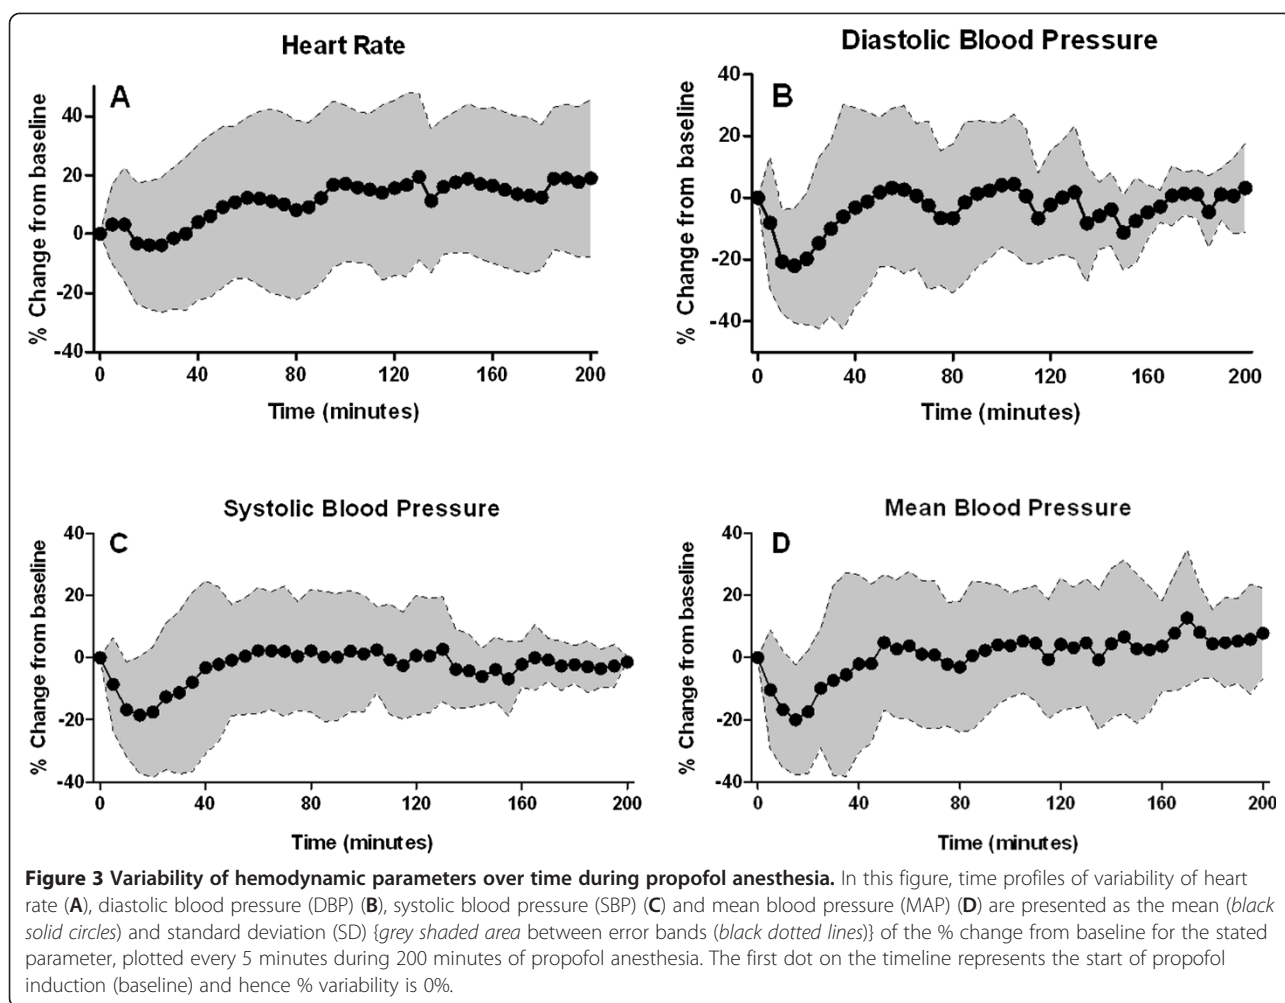 Heart Rate
A
% Change from baseline
40
20
0
-20
-40
0 40 80 120 160 200
Time (minutes)
Diastolic Blood Pressure
B
% Change from baseline
40
20
0
-20
-40
0 40 80 120 160 200
Time (minutes)
Systolic Blood Pressure
C
% Change from baseline
40
20
0
-20
-40
0 40 80 120 160 200
Time (minutes)
Mean Blood Pressure
D
% Change from baseline
40
20
0
-20
-40
0 40 80 120 160 200
Time (minutes)
Figure 3 Variability of hemodynamic parameters over time during propofol anesthesia. In this figure, time profiles of variability of heart
rate (A), diastolic blood pressure (DBP) (B), systolic blood pressure (SBP) (C) and mean blood pressure (MAP) (D) are presented as the mean (black
solid circles) and standard deviation (SD) {grey shaded area between error bands (black dotted lines)} of the % change from baseline for the stated
parameter, plotted every 5 minutes during 200 minutes of propofol anesthesia. The first dot on the timeline represents the start of propofol
induction (baseline) and hence % variability is 0%.